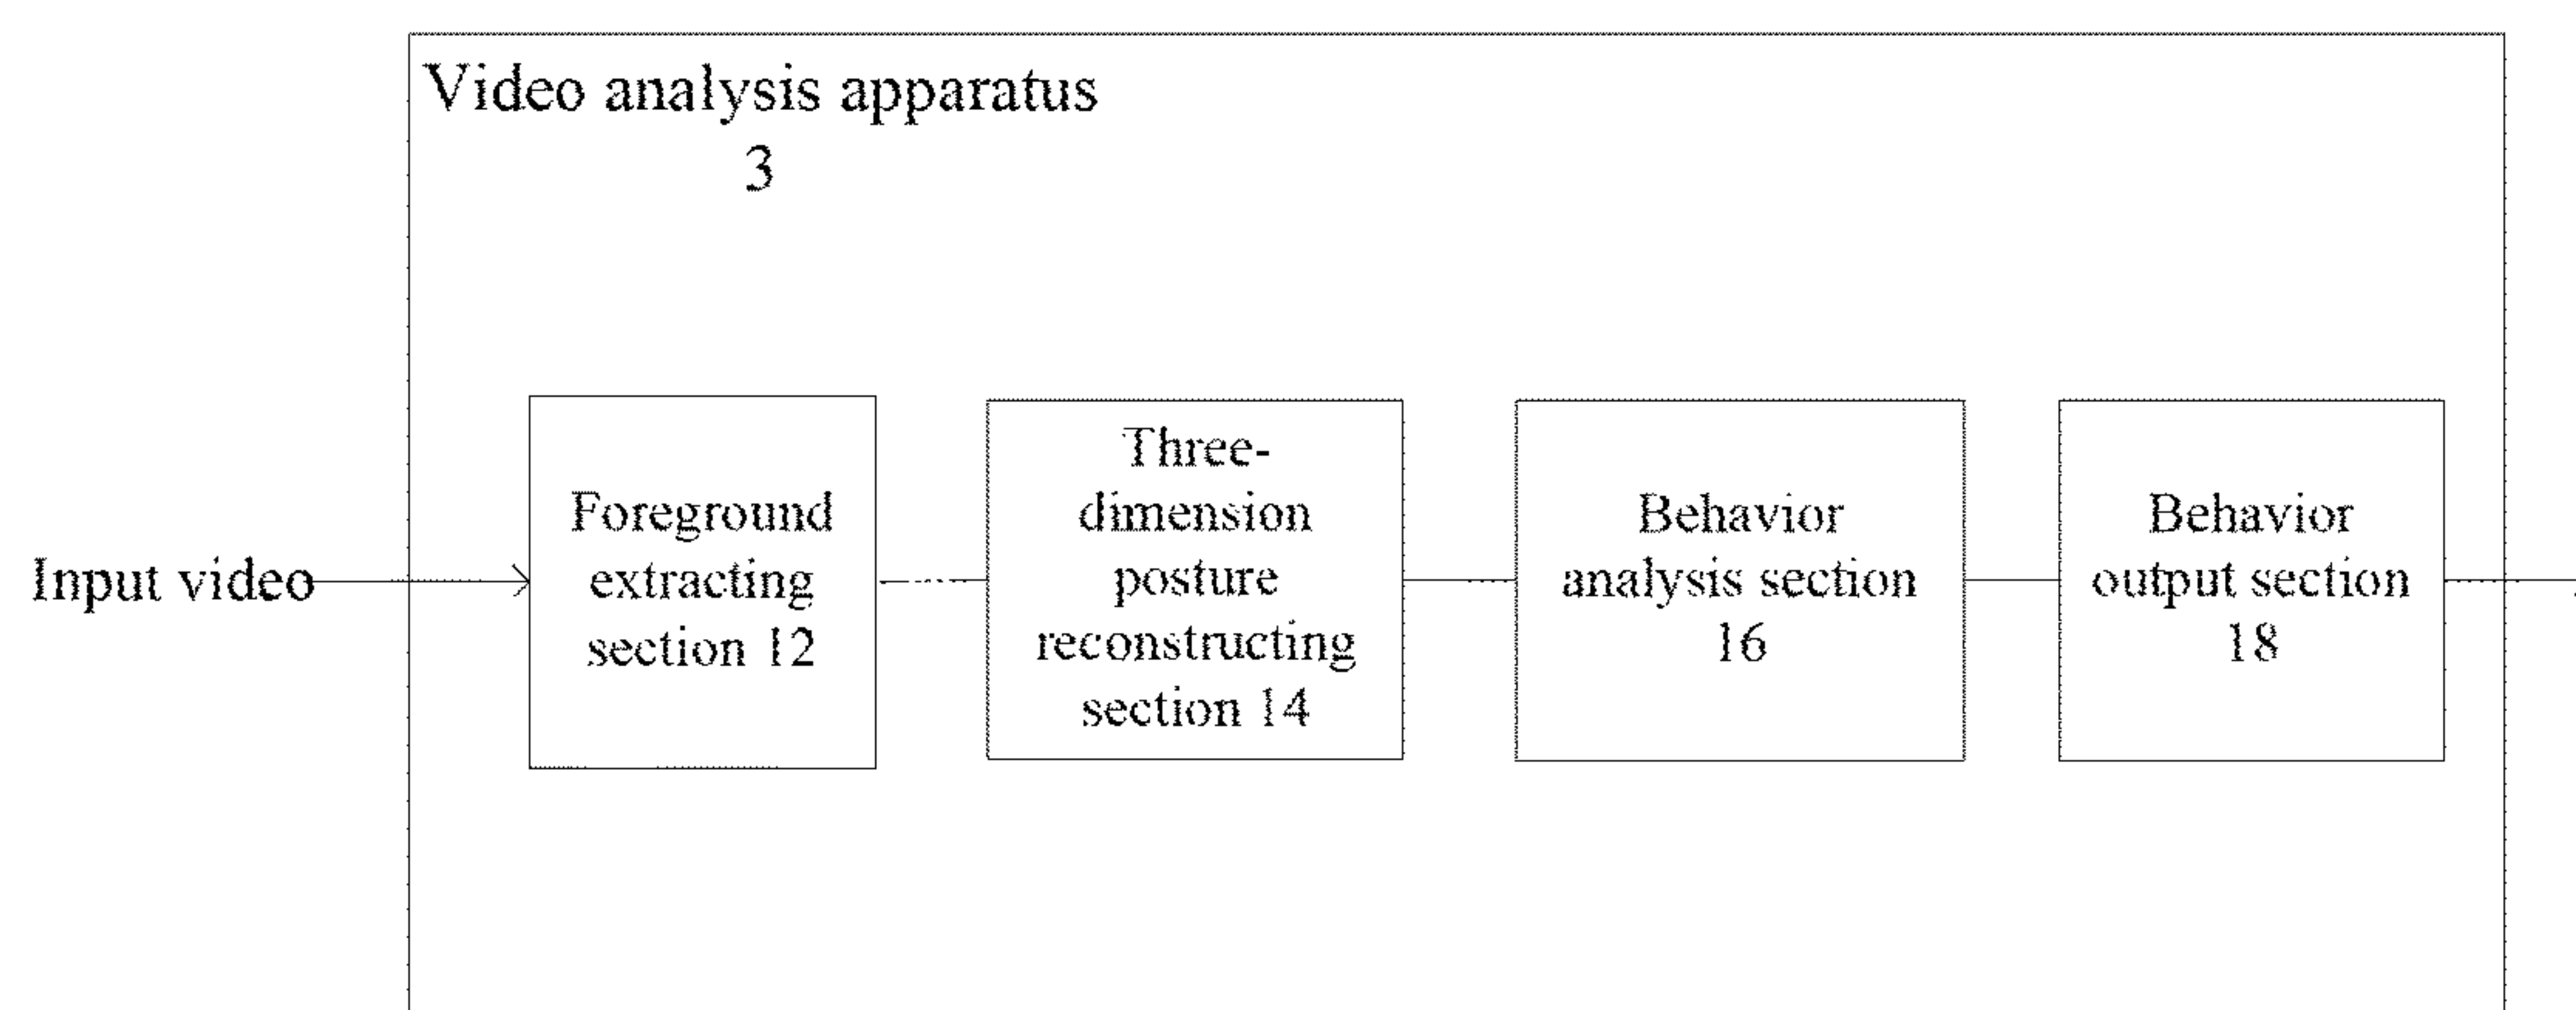 Video analysis apparatus
3
Input video
Foreground
extracting
section 12
Three-
dimension
posture
reconstructing
section 14
Behavior
analysis section
16
Behavior
output section
18